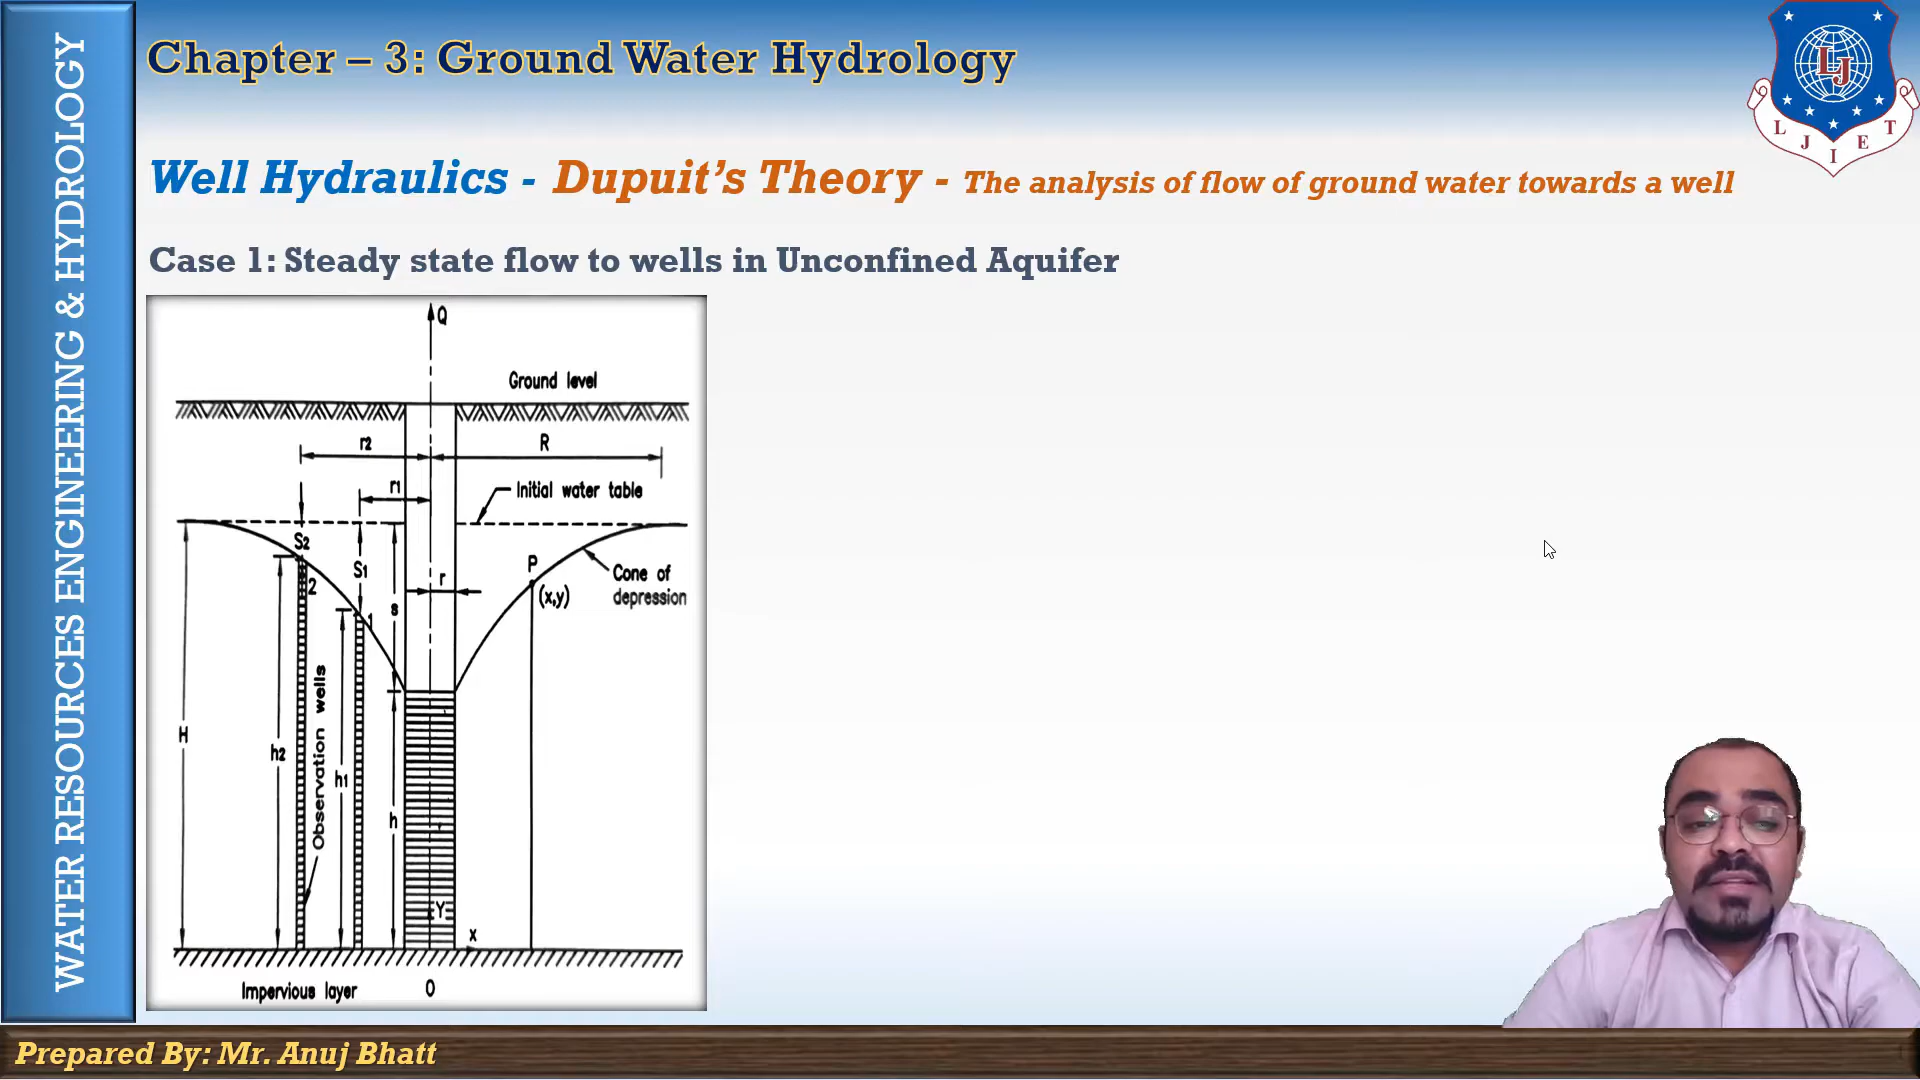 WATER RESOURCES ENGINEERING & HYDROLOGY
Chapter – 3: Ground Water Hydrology
LJ
L J I E T
Well Hydraulics - Dupuit's Theory - The analysis of flow of ground water towards a well
Case 1: Steady state flow to wells in Unconfined Aquifer
Q
Ground level
r2
R
r1
Initial water table
S2
S1
P
(x,y)
r
Cone of
depression
2
1
s
Observation wells
H
h2
h1
h
Y
x
Impervious layer
O
Prepared By: Mr. Anuj Bhatt